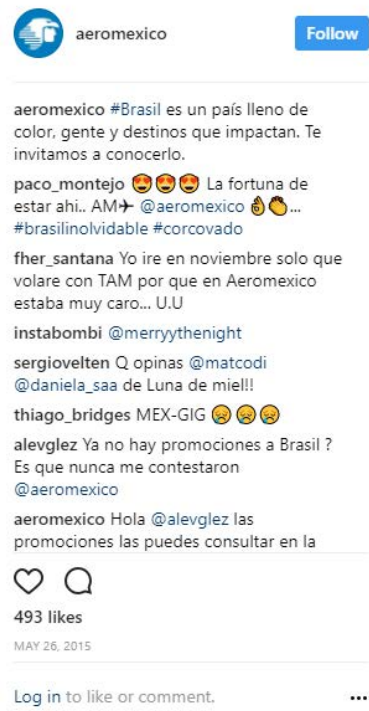 aeromexico
Follow
aeromexico #Brasil es un país lleno de
color, gente y destinos que impactan. Te
invitamos a conocerlo.
paco_montejo 😍😍😍 La fortuna de
estar ahi.. AM✈ @aeromexico 👌👏...
#brasilinolvidable #corcovado
fher_santana Yo ire en noviembre solo que
volare con TAM por que en Aeromexico
estaba muy caro... U.U
instabombi @merryythenight
sergiovelten Q opinas @matcodi
@daniela_saa de Luna de miel!!
thiago_bridges MEX-GIG 😪😪😪
alevglez Ya no hay promociones a Brasil ?
Es que nunca me contestaron
@aeromexico
aeromexico Hola @alevglez las
promociones las puedes consultar en la
493 likes
MAY 26, 2015
Log in to like or comment.